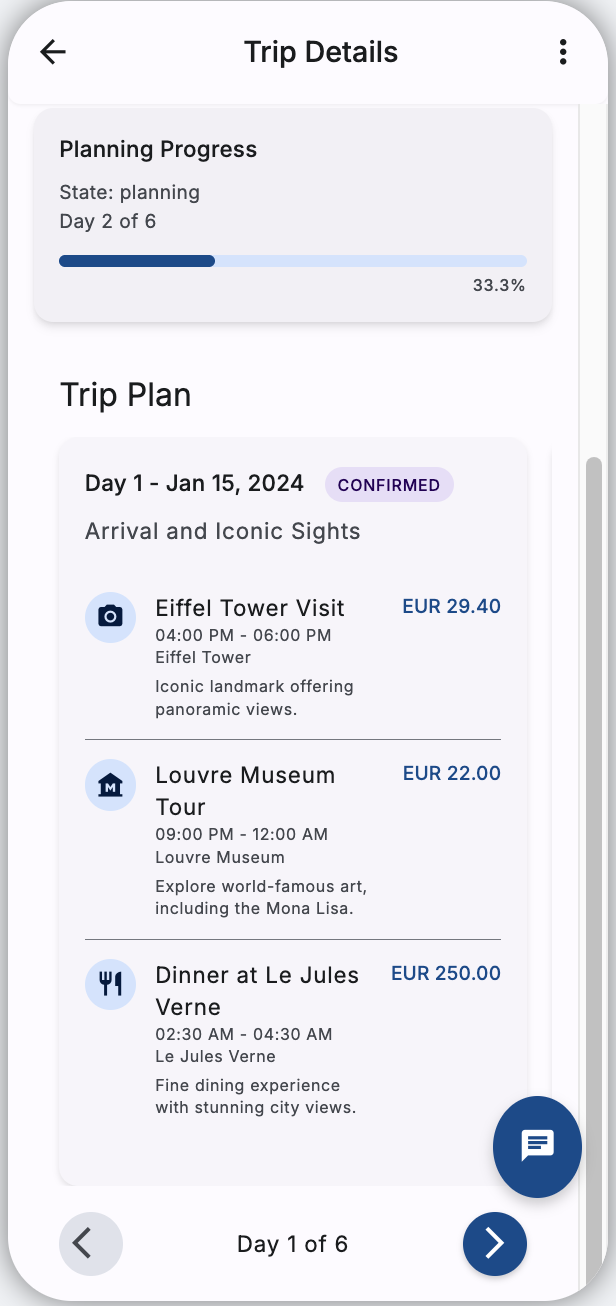 Trip Details
Planning Progress
State: planning
Day 2 of 6
33.3%
Trip Plan
Day 1 - Jan 15, 2024 CONFIRMED
Arrival and Iconic Sights
Eiffel Tower Visit EUR 29.40
04:00 PM - 06:00 PM
Eiffel Tower
Iconic landmark offering
panoramic views.
M
Louvre Museum EUR 22.00
Tour
09:00 PM - 12:00 AM
Louvre Museum
Explore world-famous art,
including the Mona Lisa.
Dinner at Le Jules EUR 250.00
Verne
02:30 AM - 04:30 AM
Le Jules Verne
Fine dining experience
with stunning city views.
Day 1 of 6